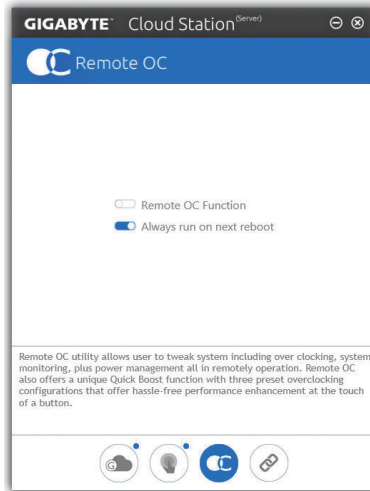 GIGABYTE™ Cloud Station (Server)
Remote OC
Remote OC Function
Always run on next reboot
Remote OC utility allows user to tweak system including over clocking, system
monitoring, plus power management all in remotely operation. Remote OC
also offers a unique Quick Boost function with three preset overclocking
configurations that offer hassle-free performance enhancement at the touch
of a button.
G